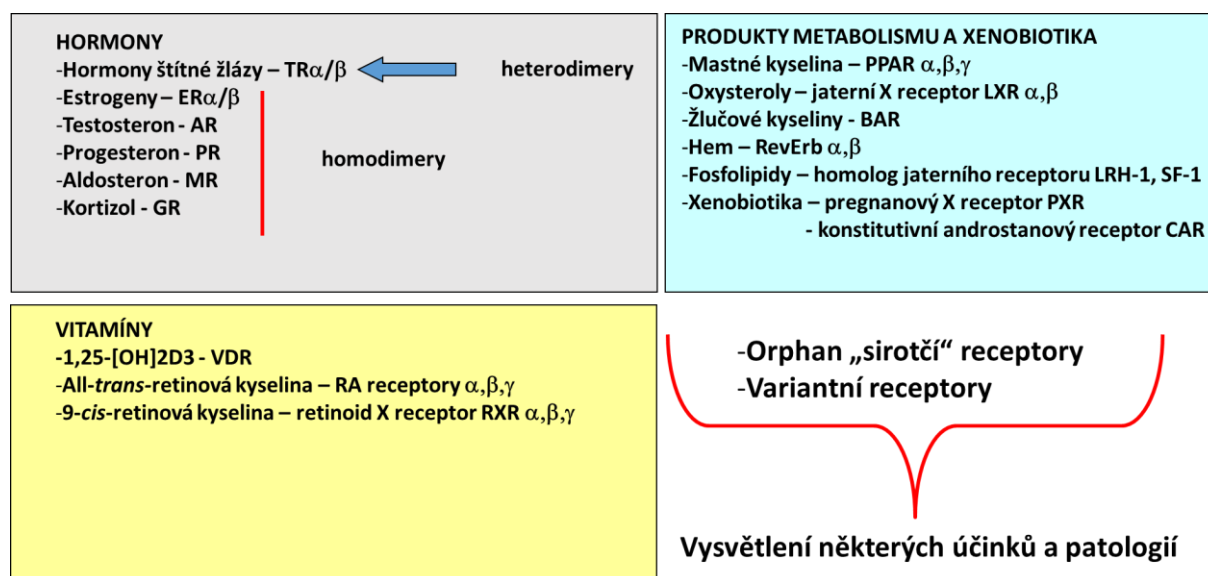 HORMONY
-Hormony štítné žlázy – TRα/β
heterodimery
-Estrogeny – ERα/β
-Testosteron - AR
-Progesteron - PR
homodimery
-Aldosteron - MR
-Kortizol - GR
PRODUKTY METABOLISMU A XENOBIOTIKA
-Mastné kyselina – PPAR α,β,γ
-Oxysteroly – jaterní X receptor LXR α,β
-Žlučové kyseliny - BAR
-Hem – RevErb α,β
-Fosfolipidy – homolog jaterního receptoru LRH-1, SF-1
-Xenobiotika – pregnanový X receptor PXR
- konstitutivní androstanový receptor CAR
VITAMÍNY
-1,25-[OH]2D3 - VDR
-All-trans-retinová kyselina – RA receptory α,β,γ
-9-cis-retinová kyselina – retinoid X receptor RXR α,β,γ
-Orphan „sirotčí“ receptory
-Variantní receptory
Vysvětlení některých účinků a patologií